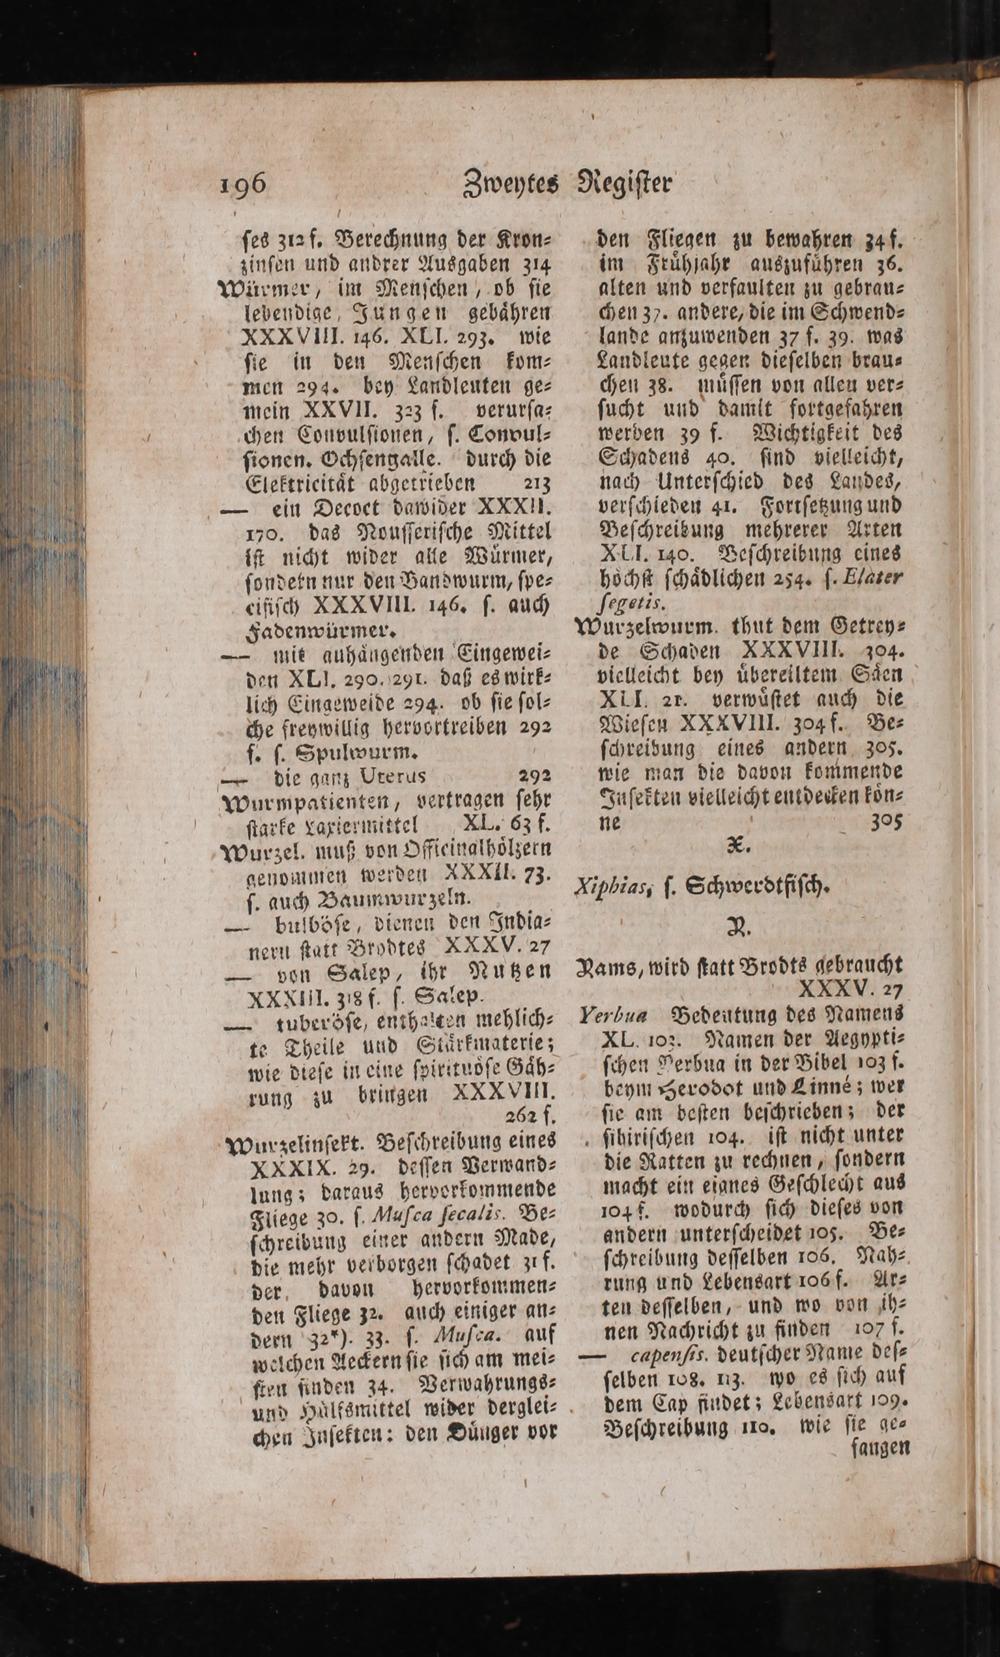 196 Zweytes Regiſter
ſes 312 f. Berechnung der Kron⸗
zinſen und andrer Ausgaben 314
Würmer, im Menſchen, ob ſie
lebendige Jungen gebähren
XXXVIII. 146. XLI. 293. wie
ſie in den Menſchen kom⸗
men 294. bey Landleuten ge⸗
mein XXVII. 323 f. verurſa⸗
chen Convulſionen, ſ. Convul⸗
ſionen. Ochſengalle. durch die
Elektricität abgetrieben 213
— ein Decoct dawider XXXII.
170. das Nouſſeriſche Mittel
iſt nicht wider alle Würmer,
ſondern nur den Bandwurm, ſpe⸗
cifiſch XXXVIII. 146. ſ. auch
Fadenwürmer.
— mit anhängenden Eingewei⸗
den XLI. 290. 291. daß es wirk⸗
lich Eingeweide 294. ob ſie ſol⸗
che freywillig hervortreiben 292
f. ſ. Spulwurm.
— die ganz Uterus 292
Wurmpatienten, vertragen ſehr
ſtarke Laxiermittel XL. 63 f.
Wurzel. muß von Officinalhölzern
genommen werden XXXII. 73.
ſ. auch Baumwurzeln.
— bulböſe, dienen den India⸗
nern ſtatt Brodtes XXXV. 27
— von Salep, ihr Nutzen
XXXIII. 318 f. ſ. Salep.
— tuberöſe, enthalten mehlich⸗
te Theile und Stärkmaterie;
wie dieſe in eine ſpirituöſe Gäh⸗
rung zu bringen XXXVIII.
262 f.
Wurzelinſekt. Beſchreibung eines
XXXIX. 29. deſſen Verwand⸗
lung; daraus hervorkommende
Fliege 30. ſ. Muſca ſecalis. Be⸗
ſchreibung einer andern Made,
die mehr verborgen ſchadet 31 f.
der davon hervorkommen⸗
den Fliege 32. auch einiger an⸗
dern 32*). 33. ſ. Muſca. auf
welchen Aeckern ſie ſich am mei⸗
ſten finden 34. Verwahrungs⸗
und Hülfsmittel wider derglei⸗
chen Inſekten: den Dünger vor
den Fliegen zu bewahren 34 f.
im Frühjahr auszuführen 36.
alten und verfaulten zu gebrau⸗
chen 37. andere, die im Schwend⸗
lande anzuwenden 37 f. 39. was
Landleute gegen dieſelben brau⸗
chen 38. müſſen von allen ver⸗
ſucht und damit fortgefahren
werden 39 f. Wichtigkeit des
Schadens 40. ſind vielleicht,
nach Unterſchied des Landes,
verſchieden 41. Fortſetzung und
Beſchreibung mehrerer Arten
XLI. 140. Beſchreibung eines
höchſt ſchädlichen 254. ſ. Elater
ſegetis.
Wurzelwurm. thut dem Getrey⸗
de Schaden XXXVIII. 304.
vielleicht bey übereiltem Säen
XLI. 21. verwüſtet auch die
Wieſen XXXVIII. 304 f. Be⸗
ſchreibung eines andern 305.
wie man die davon kommende
Inſekten vielleicht entdecken kön⸗
ne 305
X.
Xiphias, ſ. Schwerdtfiſch.
Y.
Yams, wird ſtatt Brodts gebraucht
XXXV. 27
Yerbua Bedeutung des Namens
XL. 103. Namen der Aegypti⸗
ſchen Yerbua in der Bibel 103 f.
beym Herodot und Linné; wer
ſie am beſten beſchrieben; der
ſibiriſchen 104. iſt nicht unter
die Ratten zu rechnen, ſondern
macht ein eignes Geſchlecht aus
104 f. wodurch ſich dieſes von
andern unterſcheidet 105. Be⸗
ſchreibung deſſelben 106. Nah⸗
rung und Lebensart 106 f. Ar⸗
ten deſſelben, und wo von ih⸗
nen Nachricht zu finden 107 f.
— capenſis. deutſcher Name deſ⸗
ſelben 108. 113. wo es ſich auf
dem Cap findet; Lebensart 109.
Beſchreibung 110. wie ſie ge⸗
fangen